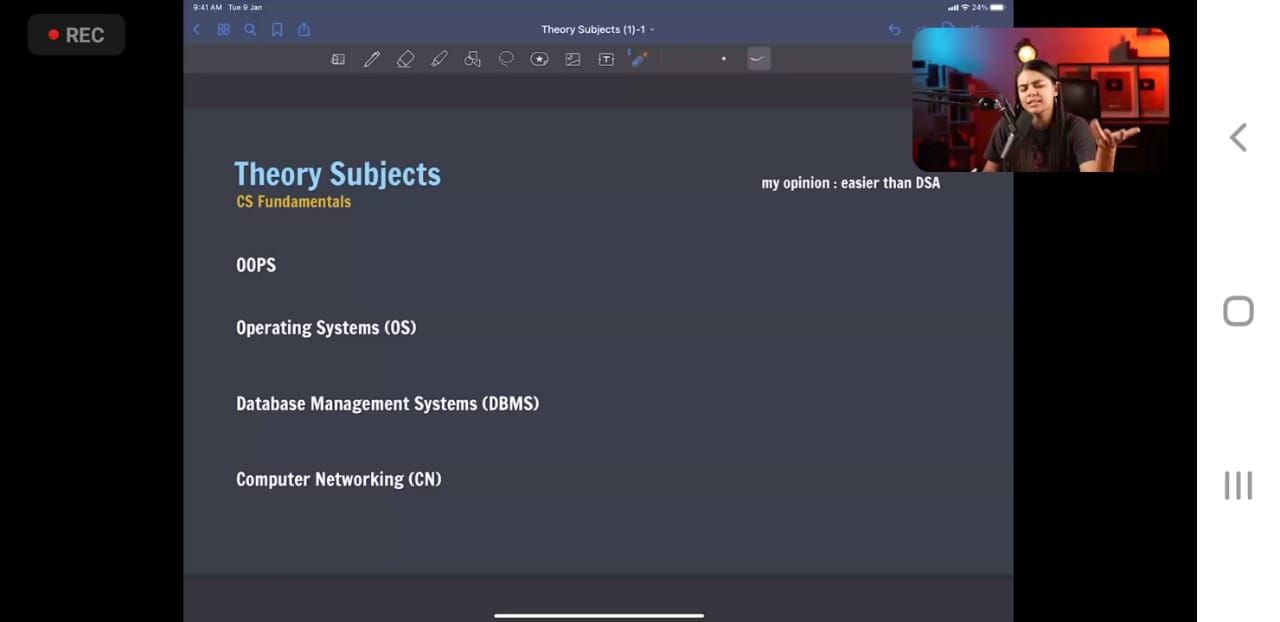 9:41 AM Tue 9 Jan
24%
REC
Theory Subjects (1)-1
Theory Subjects
CS Fundamentals
my opinion : easier than DSA
OOPS
Operating Systems (OS)
Database Management Systems (DBMS)
Computer Networking (CN)